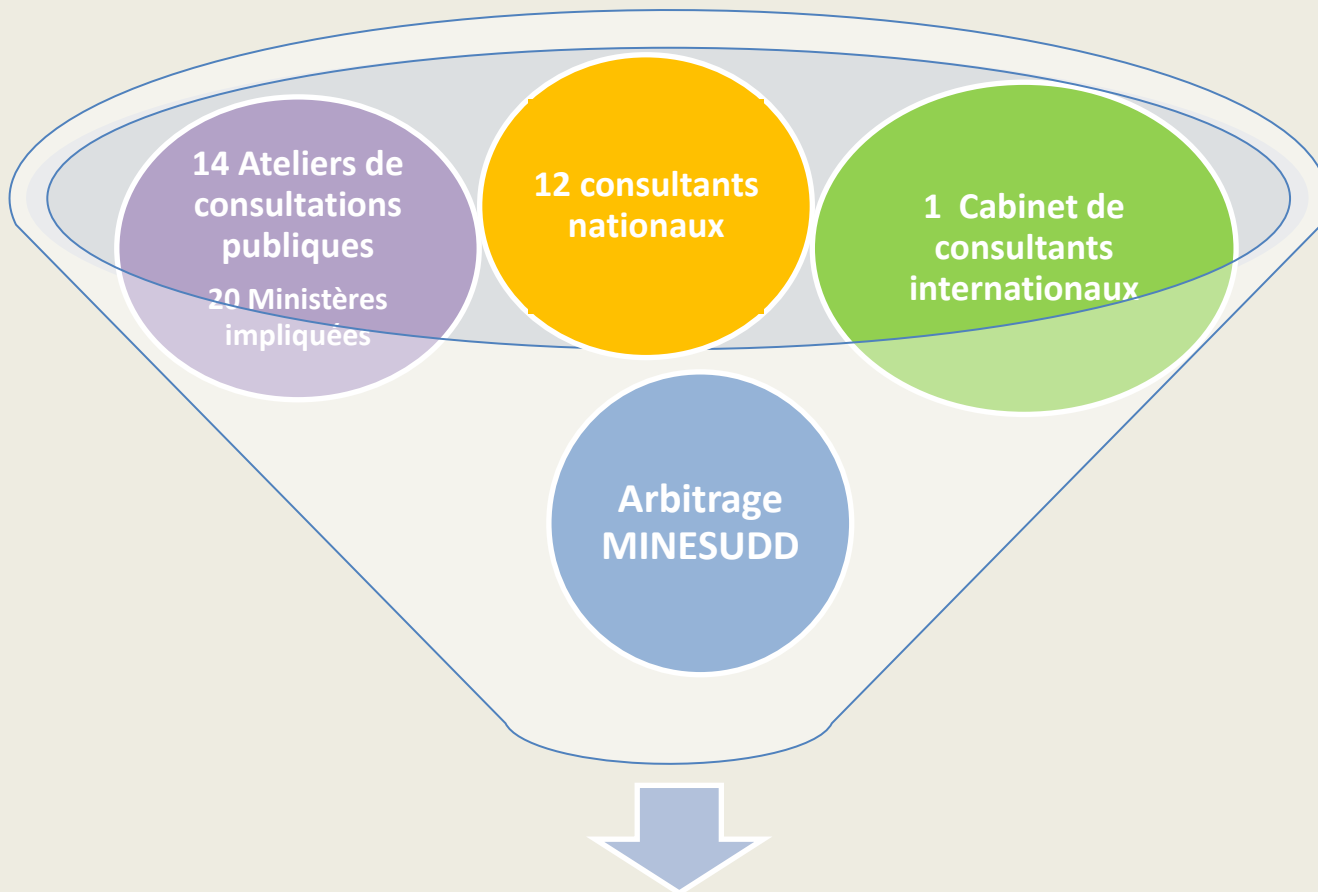 14 Ateliers de
consultations
publiques
20 Ministères
impliquées
12 consultants
nationaux
1 Cabinet de
consultants
internationaux
Arbitrage
MINESUDD